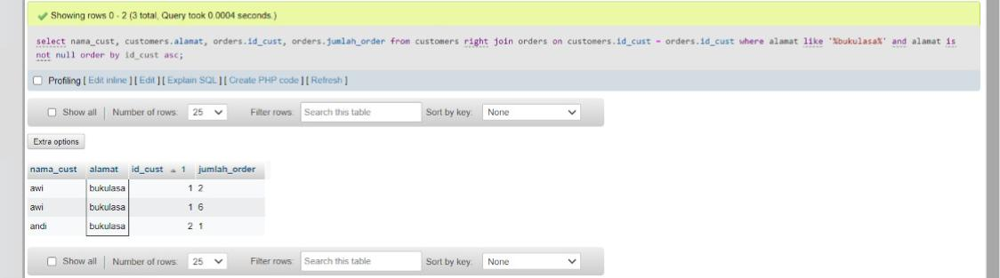 Showing rows 0 - 2 (3 total, Query took 0.0004 seconds.)
select nama_cust, customers.alamat, orders.id_cust, orders.jumlah_order from customers right join orders on customers.id_cust = orders.id_cust where alamat like '%bukulasa%' and alamat is
not null order by id_cust asc;
Profiling [ Edit inline ] [ Edit ] [ Explain SQL ] [ Create PHP code ] [ Refresh ]
Show all | Number of rows: 25 Filter rows: Search this table Sort by key: None
Extra options
nama_cust alamat id_cust 1 jumlah_order
awi bukulasa 1 2
awi bukulasa 1 6
andi bukulasa 2 1
Show all | Number of rows: 25 Filter rows: Search this table Sort by key: None